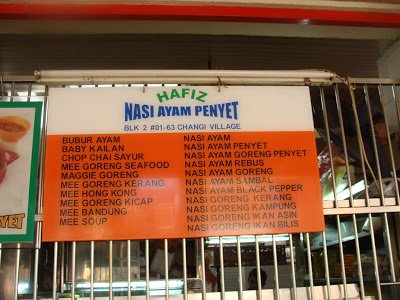 HAFIZ
NASI AYAM PENYET
BLK 2 #01-63 CHANGI VILLAGE
BUBUR AYAM
BABY KAILAN
CHOP CHAI SAYUR
MEE GORENG SEAFOOD
MAGGIE GORENG
MEE GORENG KERANG
MEE HONG KONG
MEE GORENG KICAP
MEE BANDUNG
MEE SOUP
NASI AYAM
NASI AYAM PENYET
NASI AYAM GORENG PENYET
NASI AYAM REBUS
NASI AYAM GORENG
NASI AYAM SAMBAL
NASI AYAM BLACK PEPPER
NASI GORENG KERANG
NASI GORENG KAMPUNG
NASI GORENG IKAN ASIN
NASI GORENG IKAN BILIS
YET